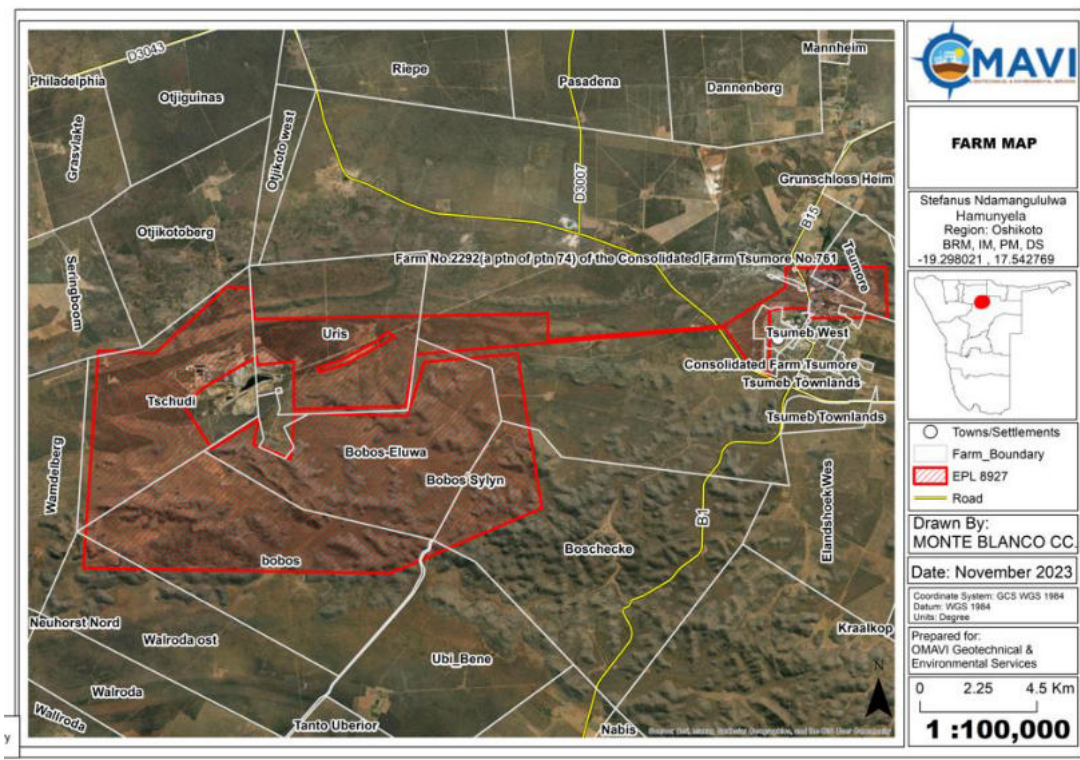 D3043
Philadelphia
Otjiguinas
Riepe
Pasadena
Mannheim
Dannenberg
Grasvlakte
Otjikoto west
D3007
Grunschloss Heim
B15
Otjikotoberg
Tsumore
Farm No.2292(a ptn of ptn 74) of the Consolidated Farm Tsumore No.761
Seringboom
Uris
Tsumeb West
Consolidated Farm Tsumore
Tsumeb Townlands
Tschudi
Tsumeb Townlands
Wamdelberg
Bobos-Eluwa
Bobos Sylyn
Elandshoek Wes
B1
Boschecke
bobos
Neuhorst Nord
Walroda ost
Kraalkop
Ubi_Bene
Walroda
Wallroda
Tanto Uberior
Nabis
N
OMAVI
GEOTECHNICAL & ENVIRONMENTAL SERVICES
FARM MAP
Stefanus Ndamangululwa
Hamunyela
Region: Oshikoto
BRM, IM, PM, DS
-19.298021 , 17.542769
Towns/Settlements
Farm_Boundary
EPL 8927
Road
Drawn By:
MONTE BLANCO CC.
Date: November 2023
Coordinate System: GCS WGS 1984
Datum: WGS 1984
Units: Degree
Prepared for:
OMAVI Geotechnical &
Environmental Services
0 2.25 4.5 Km
1 :100,000
y